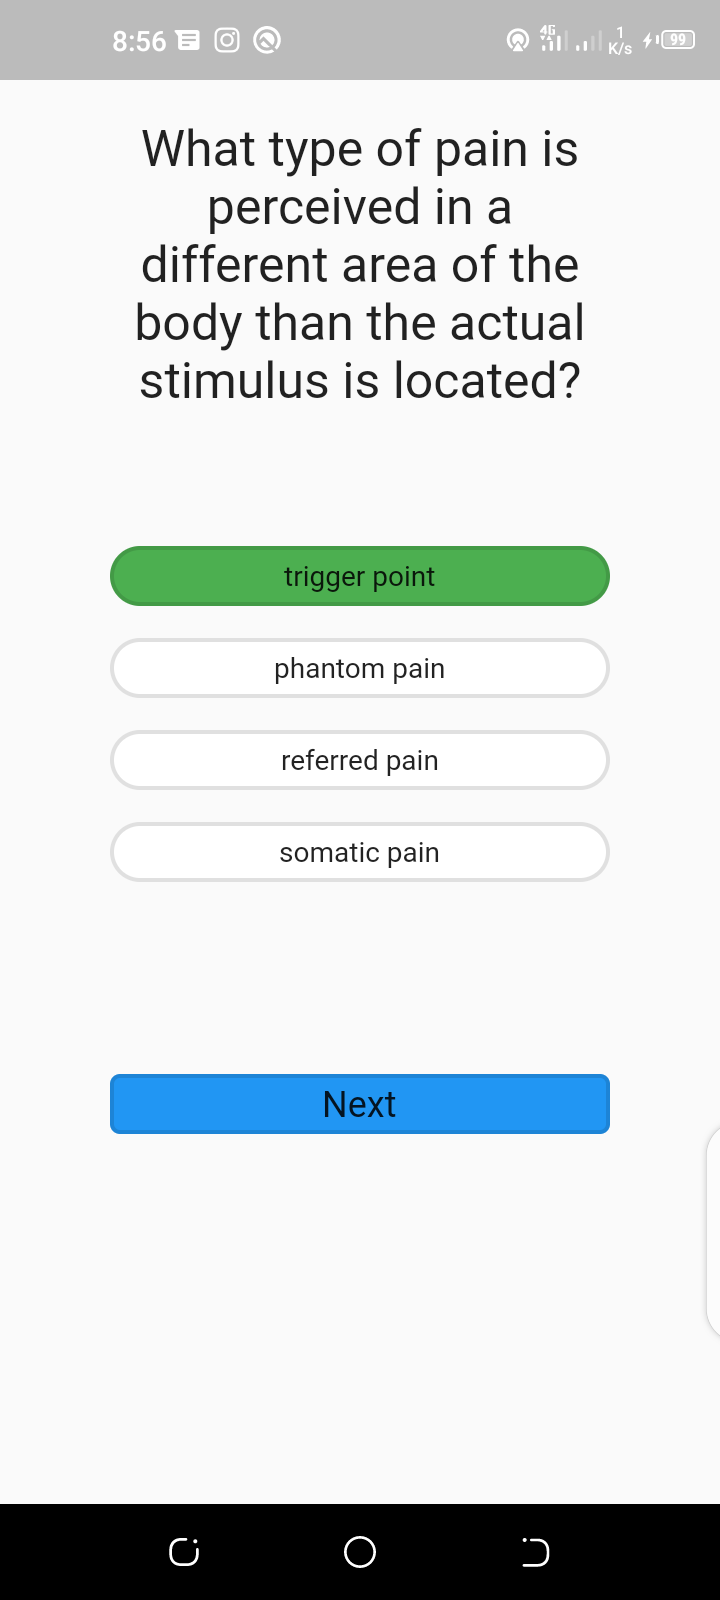 8:56
4G
1
K/s
99
What type of pain is
perceived in a
different area of the
body than the actual
stimulus is located?
trigger point
phantom pain
referred pain
somatic pain
Next